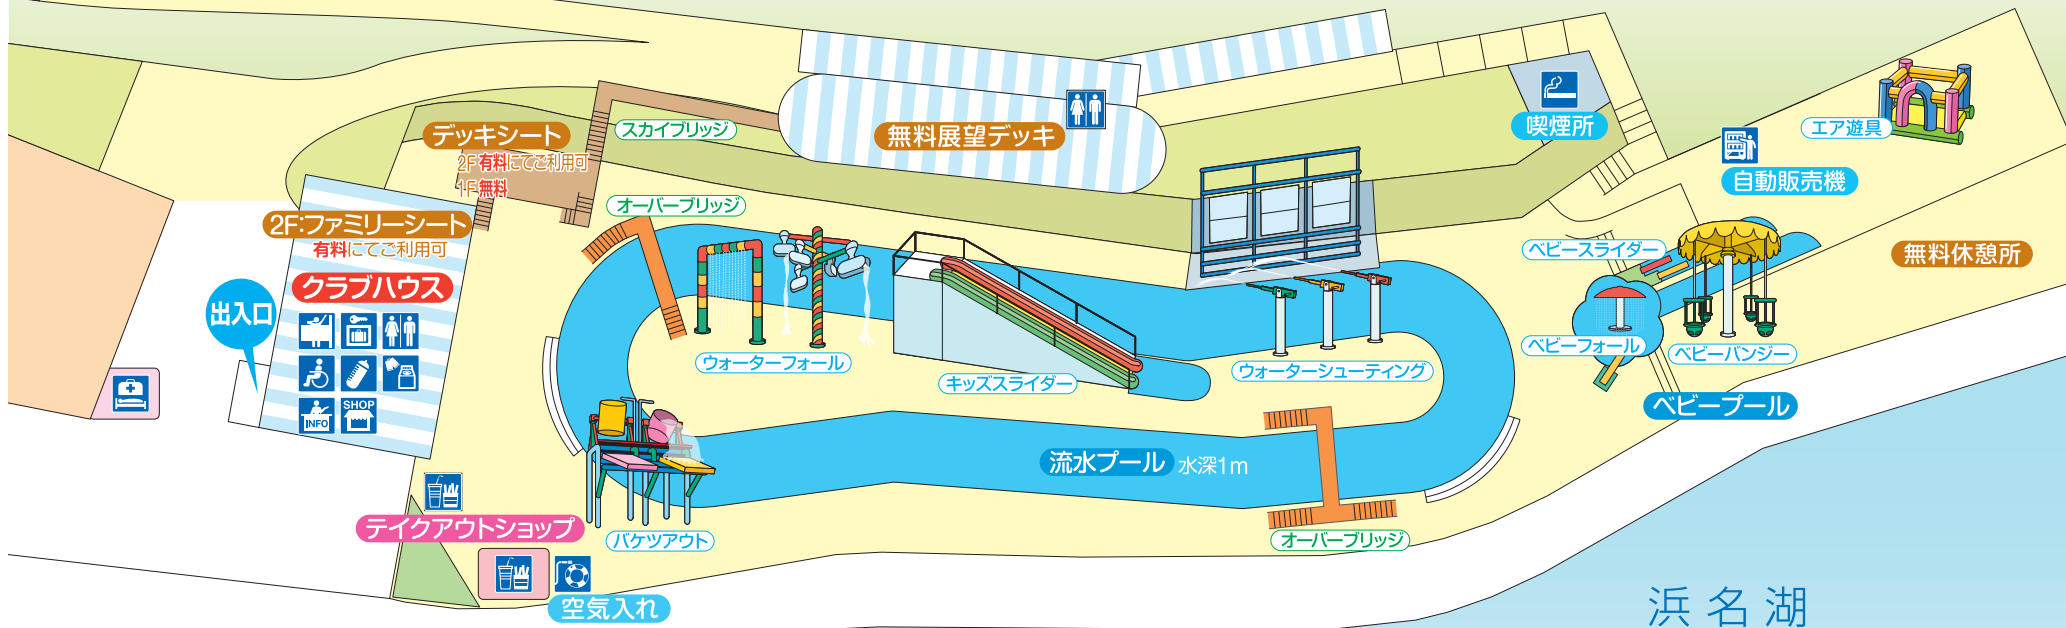 デッキシート
2F有料にてご利用可
1F無料
スカイブリッジ
無料展望デッキ
喫煙所
エア遊具
自動販売機
2F:ファミリーシート
有料にてご利用可
クラブハウス
出入口
INFO
SHOP
オーバーブリッジ
ウォーターフォール
キッズスライダー
ウォーターシューティング
ベビースライダー
ベビーフォール
ベビーバンジー
無料休憩所
ベビープール
流水プール 水深1m
テイクアウトショップ
バケツアウト
オーバーブリッジ
空気入れ
浜名湖